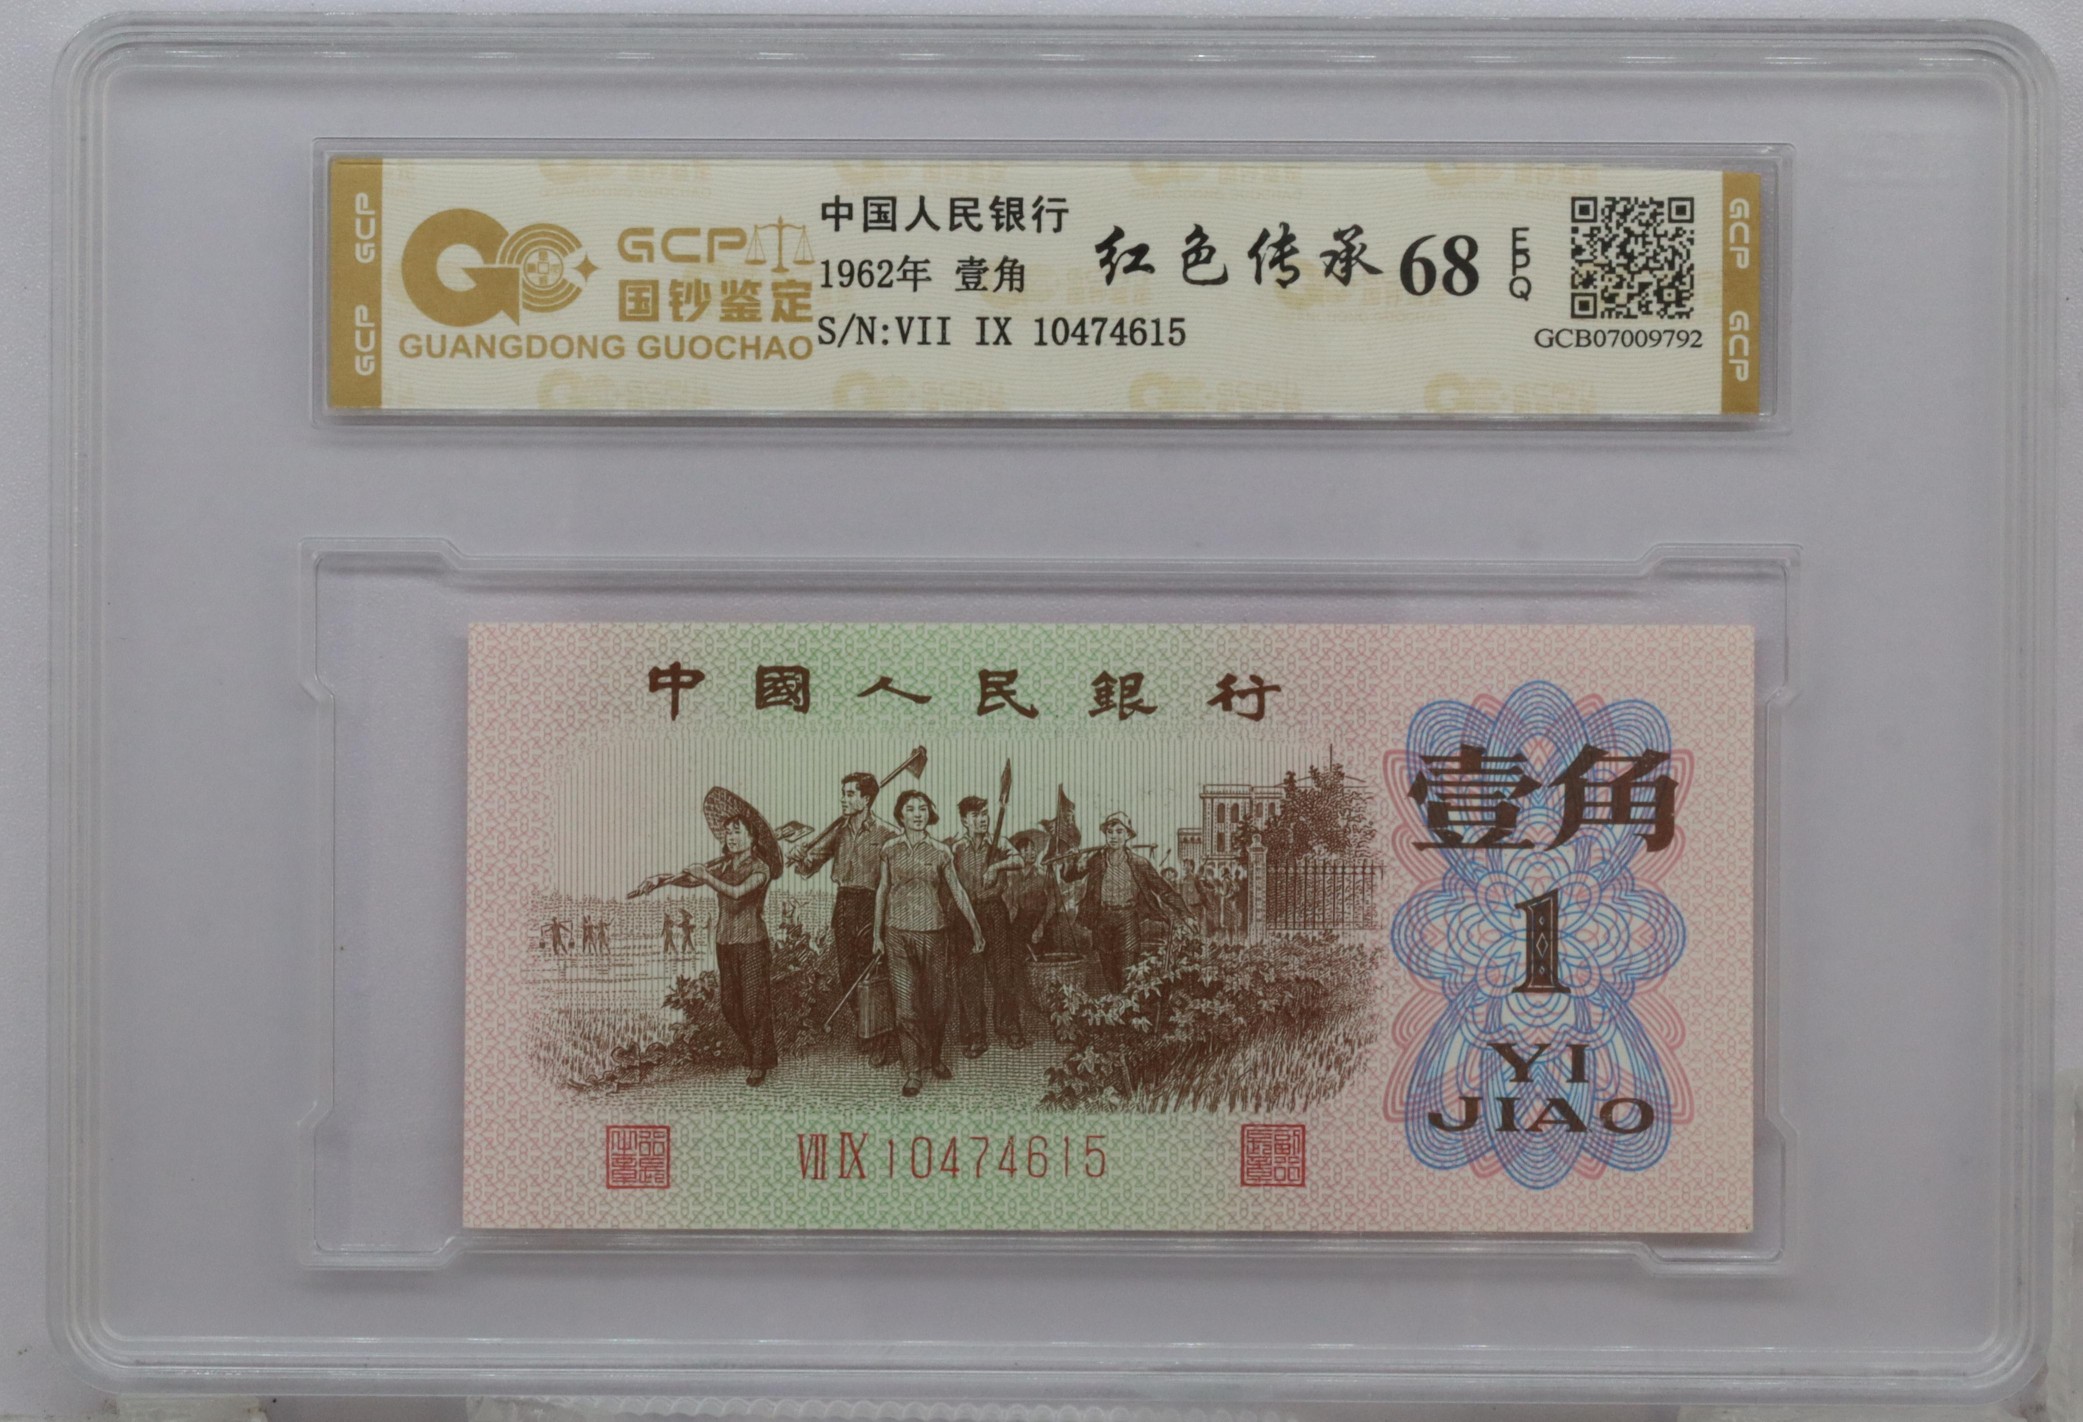 GCP GCP
GCP
国钞鉴定
GUANGDONG GUOCHAO
中国人民银行
1962年 壹角
S/N:VII IX 10474615
红色传承
68
EPQ
GCB07009792
GCP GCP
中國人民銀行
壹角
1
YI
JIAO
VII IX 10474615